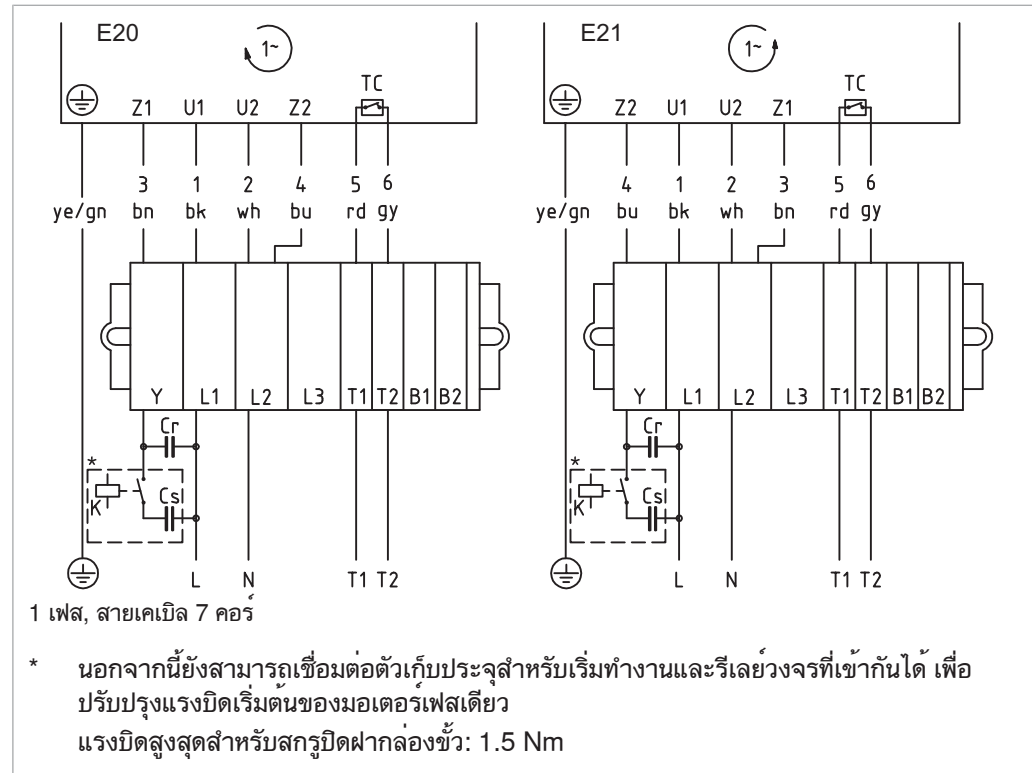 E20 1~ E21 1~
TC TC
Z1 U1 U2 Z2 Z2 U1 U2 Z1
3 1 2 4 5 6 4 1 2 3 5 6
ye/gn bn bk wh bu rd gy ye/gn bu bk wh bn rd gy
Y L1 L2 L3 T1 T2 B1 B2 Y L1 L2 L3 T1 T2 B1 B2
Cr Cr
* *
K Cs K Cs
L N T1 T2 L N T1 T2
1 เฟส, สายเคเบิล 7 คอร์
* นอกจากนี้ยังสามารถเชื่อมต่อตัวเก็บประจุสำหรับเริ่มทำงานและรีเลย์วงจรที่เข้ากันได้ เพื่อ
ปรับปรุงแรงบิดเริ่มต้นของมอเตอร์เฟสเดียว
แรงบิดสูงสุดสำหรับสกรูปิดฝากล่องขั้ว: 1.5 Nm